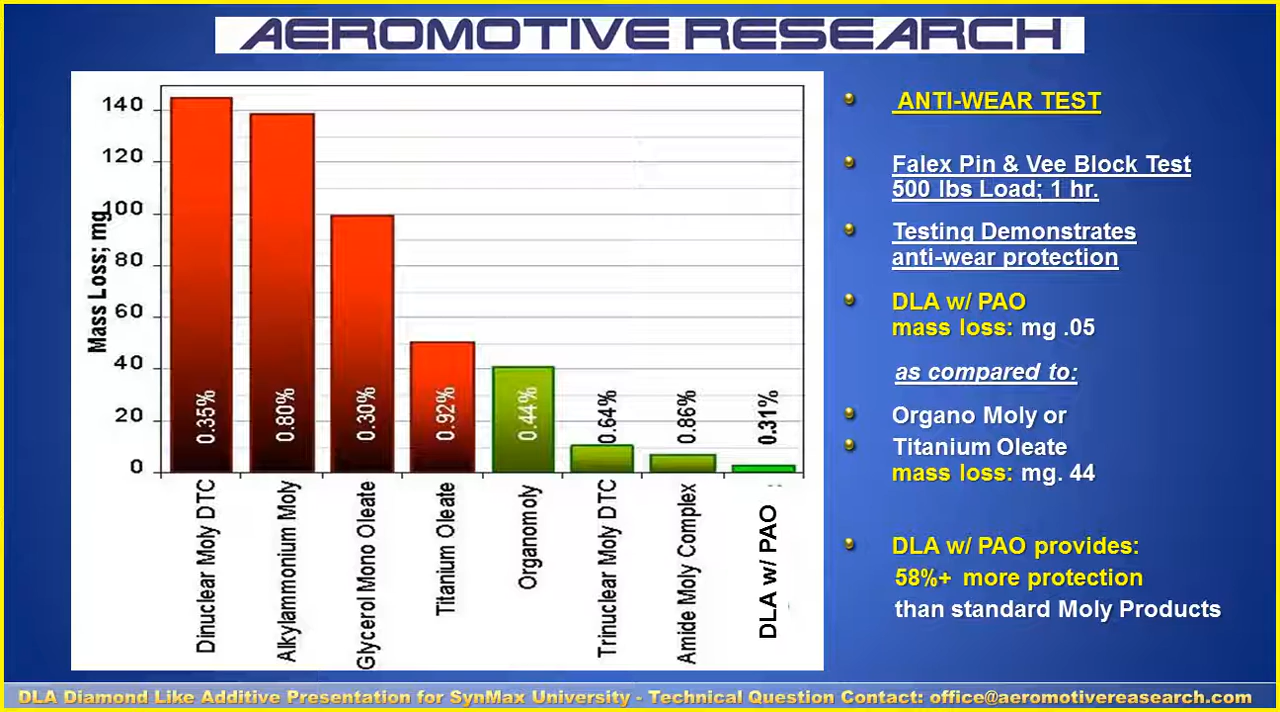 AEROMOTIVE RESEARCH
140
120
100
80
60
40
20
0
Mass Loss; mg
0.35%
0.80%
0.30%
0.92%
0.44%
0.64%
0.86%
0.31%
Dinuclear Moly DTC
Alkylammonium Moly
Glycerol Mono Oleate
Titanium Oleate
Organomoly
Trinuclear Moly DTC
Amide Moly Complex
DLA w/ PAO
ANTI-WEAR TEST
Falex Pin & Vee Block Test
500 lbs Load; 1 hr.
Testing Demonstrates
anti-wear protection
DLA w/ PAO
mass loss: mg .05
as compared to:
Organo Moly or
Titanium Oleate
mass loss: mg. 44
DLA w/ PAO provides:
58%+ more protection
than standard Moly Products
DLA Diamond Like Additive Presentation for SynMax University - Technical Question Contact: office@aeromotivereasearch.com